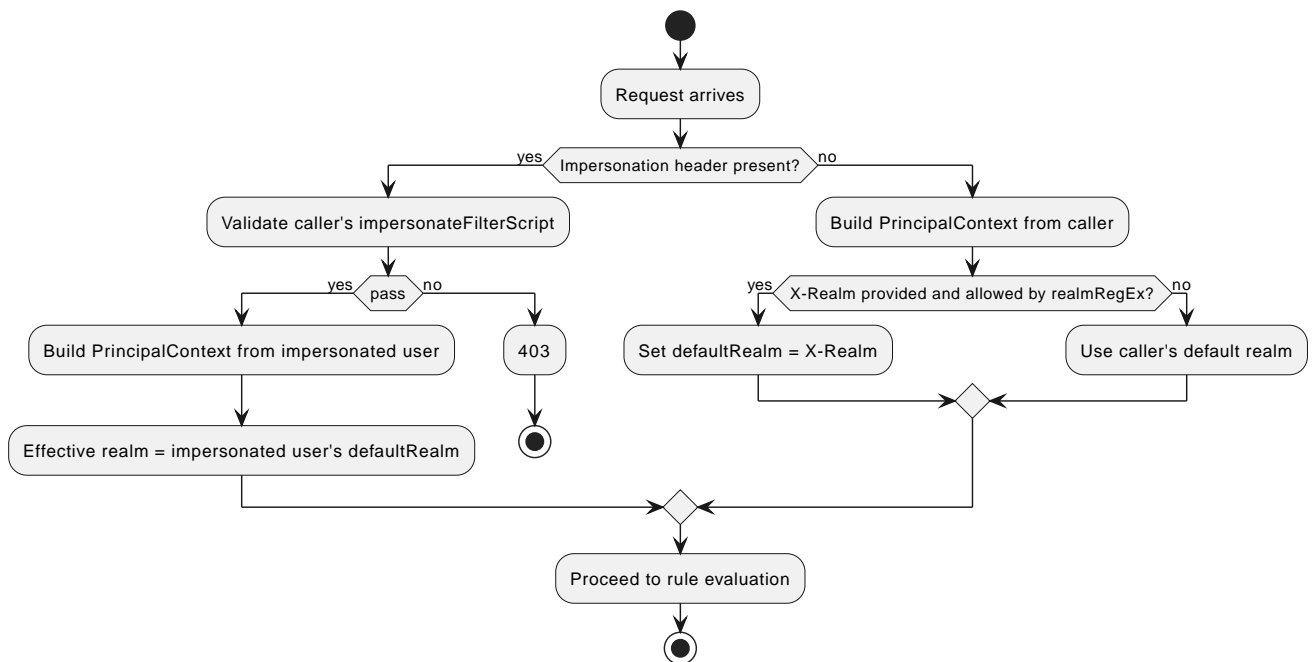 Request arrives
yes
Impersonation header present?
no
Validate caller's impersonateFilterScript
Build PrincipalContext from caller
yes
pass
no
yes
X-Realm provided and allowed by realmRegEx?
no
Build PrincipalContext from impersonated user
403
Set defaultRealm = X-Realm
Use caller's default realm
Effective realm = impersonated user's defaultRealm
Proceed to rule evaluation